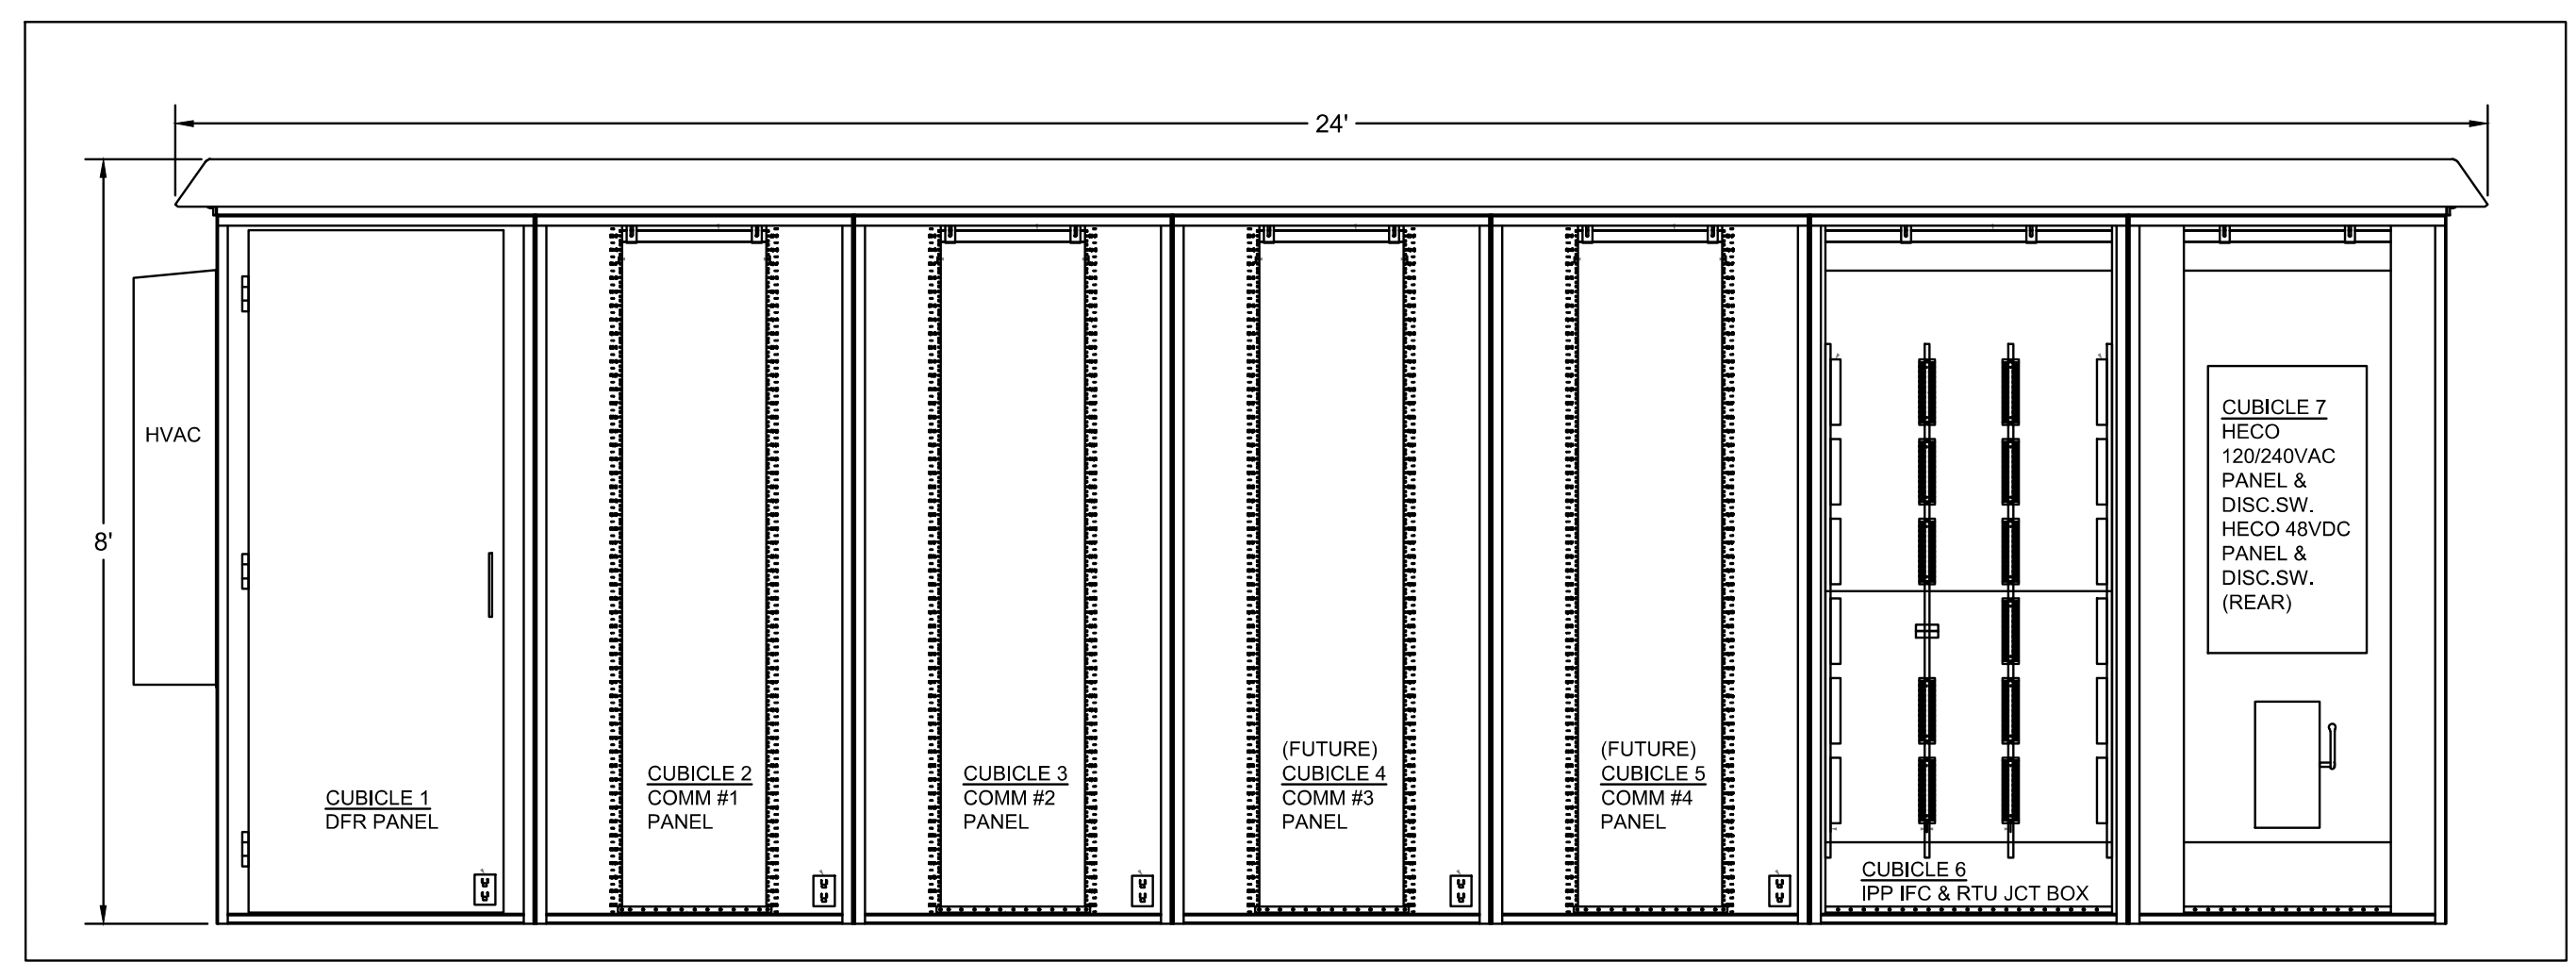 24'
8'
HVAC
CUBICLE 1
DFR PANEL
CUBICLE 2
COMM #1
PANEL
CUBICLE 3
COMM #2
PANEL
(FUTURE)
CUBICLE 4
COMM #3
PANEL
(FUTURE)
CUBICLE 5
COMM #4
PANEL
CUBICLE 6
IPP IFC & RTU JCT BOX
CUBICLE 7
HECO
120/240VAC
PANEL &
DISC.SW.
HECO 48VDC
PANEL &
DISC.SW.
(REAR)